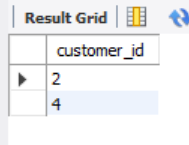 Result Grid
customer_id
2
4